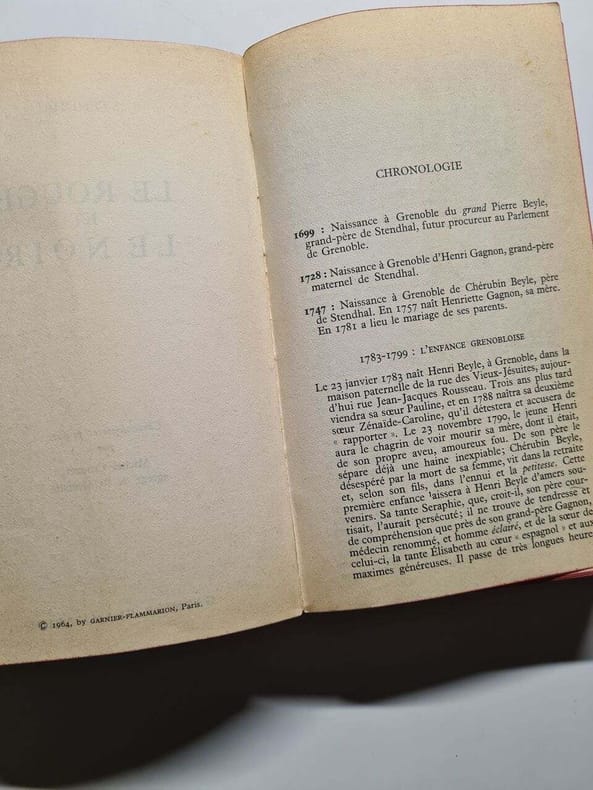 © 1964, by GARNIER-FLAMMARION, Paris.
CHRONOLOGIE
1699 : Naissance à Grenoble du grand Pierre Beyle,
grand-père de Stendhal, futur procureur au Parlement
de Grenoble.
1728 : Naissance à Grenoble d'Henri Gagnon, grand-père
maternel de Stendhal.
1747 : Naissance à Grenoble de Chérubin Beyle, père
de Stendhal. En 1757 naît Henriette Gagnon, sa mère.
En 1781 a lieu le mariage de ses parents.
1783-1799 : L'ENFANCE GRENOBLOISE
Le 23 janvier 1783 naît Henri Beyle, à Grenoble, dans la
maison paternelle de la rue des Vieux-Jésuites, aujour-
d'hui rue Jean-Jacques Rousseau. Trois ans plus tard
viendra sa sœur Pauline, et en 1788 naîtra sa deuxième
sœur Zénaïde-Caroline, qu'il détestera et accusera de
« rapporter ». Le 23 novembre 1790, le jeune Henri
aura le chagrin de voir mourir sa mère, dont il était,
de son propre aveu, amoureux fou. De son père le
sépare déjà une haine inexpiable; Chérubin Beyle,
désespéré par la mort de sa femme, vit dans la retraite
et, selon son fils, dans l'ennui et la petitesse. Cette
première enfance laissera à Henri Beyle d'amers sou-
venirs. Sa tante Seraphie, que, croit-il, son père cour-
tisait, l'aurait persécuté; il ne trouve de tendresse et
de compréhension que près de son grand-père Gagnon,
médecin renommé, et homme éclairé, et de la sœur de
celui-ci, la tante Élisabeth au cœur « espagnol » et aux
maximes généreuses. Il passe de très longues heure